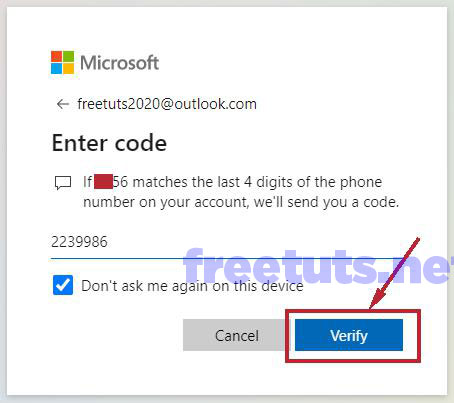 Microsoft
freetuts2020@outlook.com
Enter code
If 56 matches the last 4 digits of the phone
number on your account, we'll send you a code.
2239986
freetuts.net
Don't ask me again on this device
Cancel
Verify